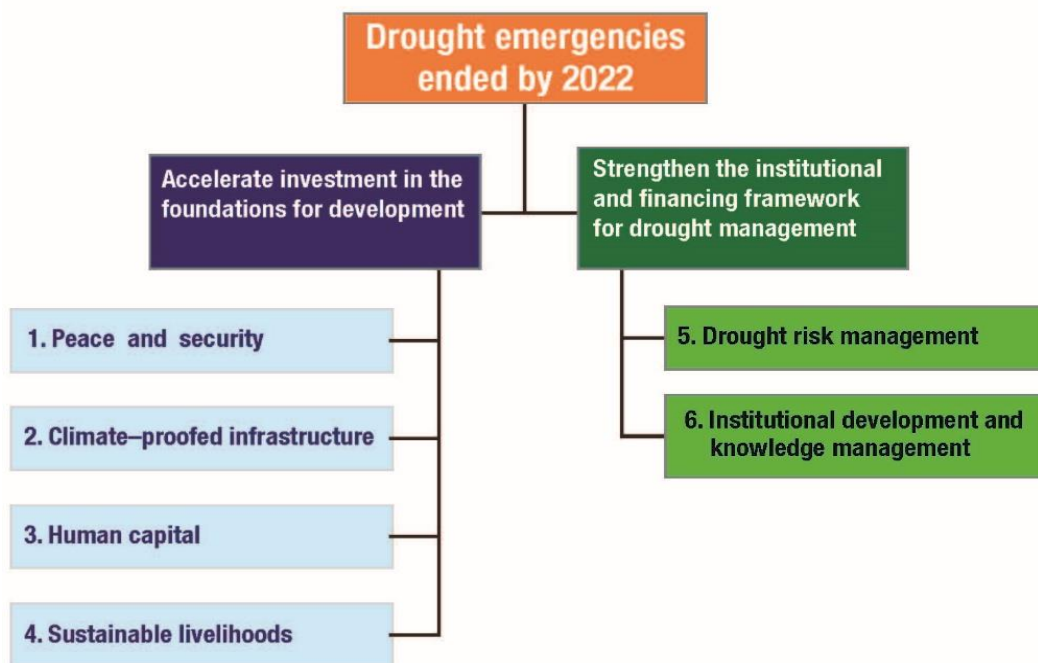 Drought emergencies
ended by 2022
Accelerate investment in the
foundations for development
Strengthen the institutional
and financing framework
for drought management
1. Peace and security
2. Climate–proofed infrastructure
3. Human capital
4. Sustainable livelihoods
5. Drought risk management
6. Institutional development and
knowledge management